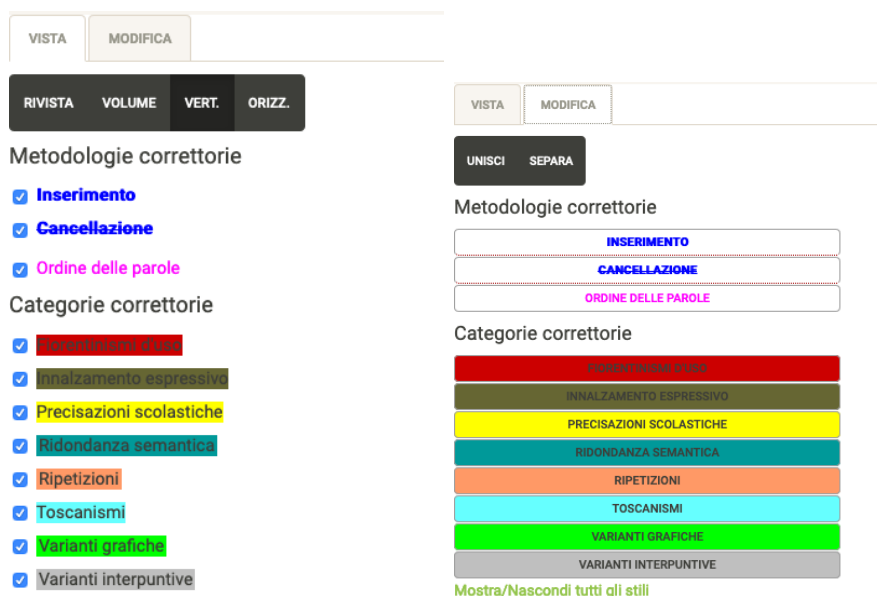 VISTA MODIFICA
RIVISTA VOLUME VERT. ORIZZ.
Metodologie correttorie
Inserimento
Cancellazione
Ordine delle parole
Categorie correttorie
Fiorentinismi d'uso
Innalzamento espressivo
Precisazioni scolastiche
Ridondanza semantica
Ripetizioni
Toscanismi
Varianti grafiche
Varianti interpuntive
VISTA MODIFICA
UNISCI SEPARA
Metodologie correttorie
INSERIMENTO
CANCELLAZIONE
ORDINE DELLE PAROLE
Categorie correttorie
FIORENTINISMI D'USO
INNALZAMENTO ESPRESSIVO
PRECISAZIONI SCOLASTICHE
RIDONDANZA SEMANTICA
RIPETIZIONI
TOSCANISMI
VARIANTI GRAFICHE
VARIANTI INTERPUNTIVE
Mostra/Nascondi tutti gli stili